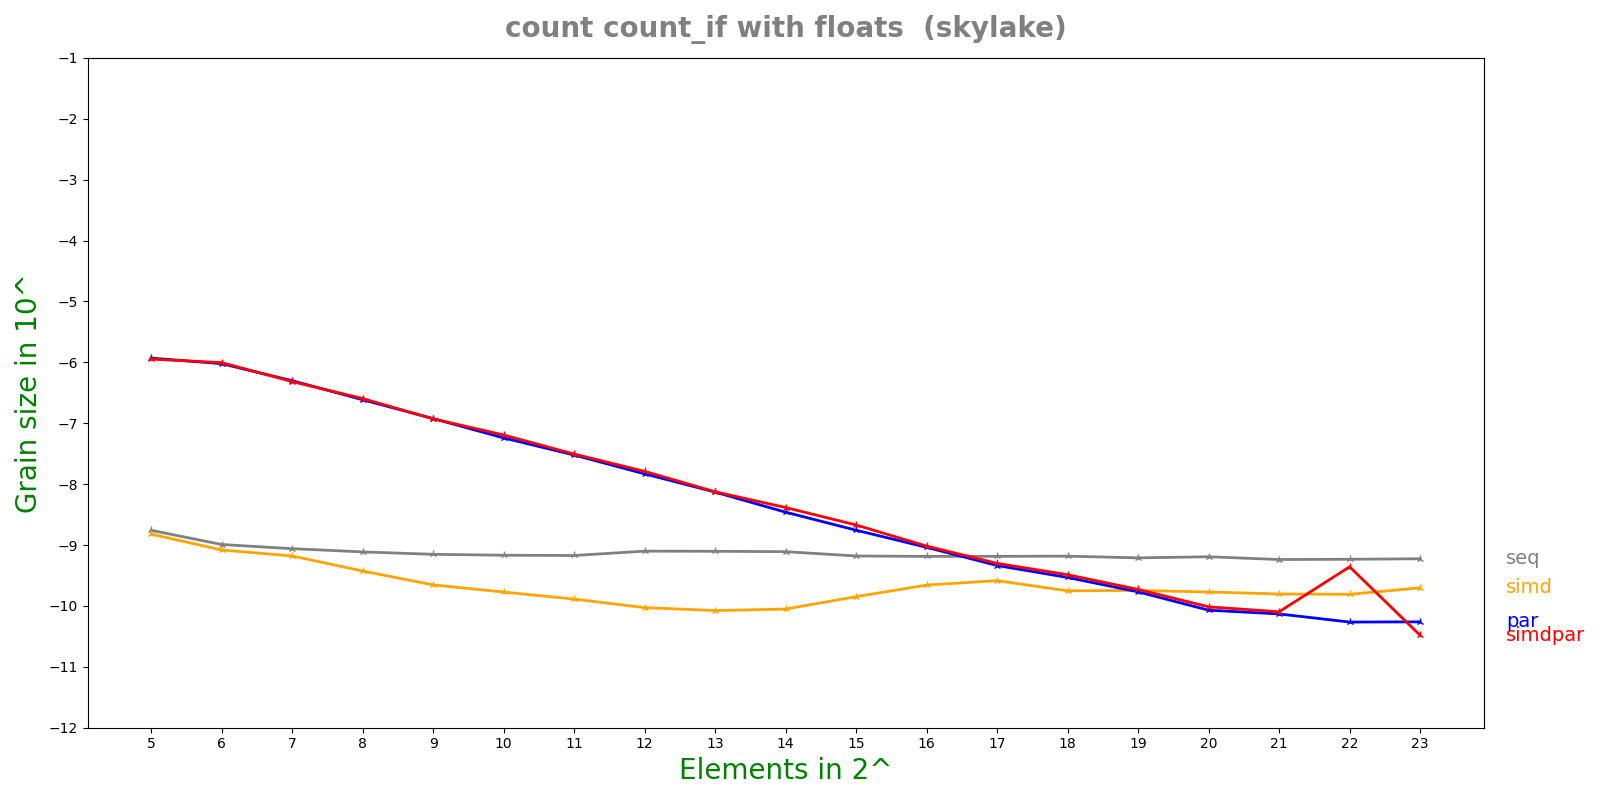 count count_if with floats (skylake)
−1
−2
−3
−4
−5
−6
−7
−8
−9
−10
−11
−12
Grain size in 10^
5 6 7 8 9 10 11 12 13 14 15 16 17 18 19 20 21 22 23
Elements in 2^
seq
simd
par
simdpar